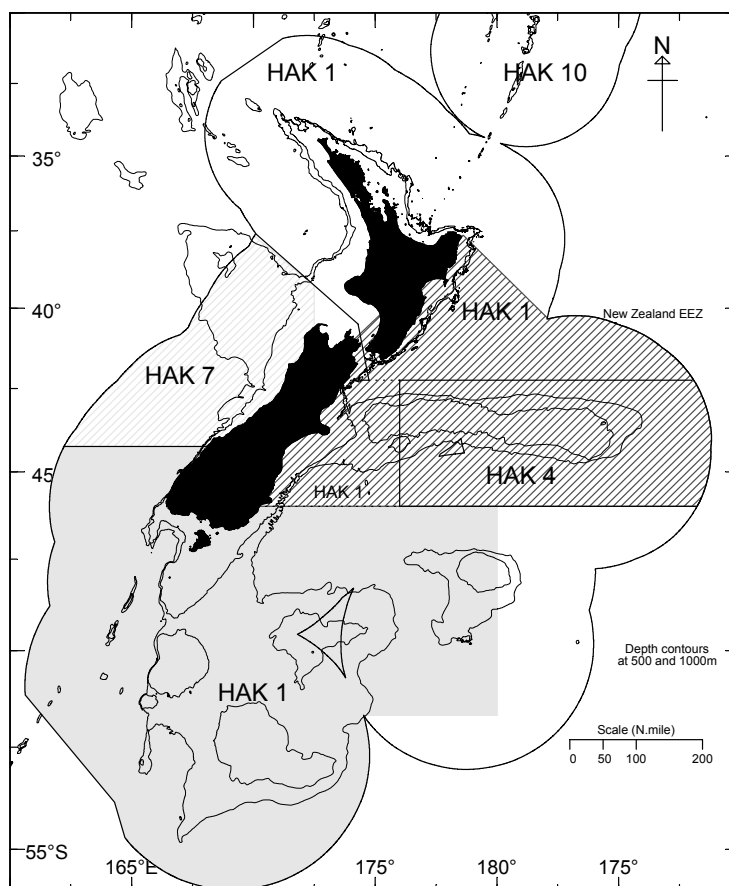 HAK 1
HAK 10
N
35°
40°
HAK 1
New Zealand EEZ
HAK 7
45°
HAK 4
HAK 1
Depth contours
at 500 and 1000m
HAK 1
Scale (N.mile)
0 50 100 200
55°S
165°E 175° 180° 175°